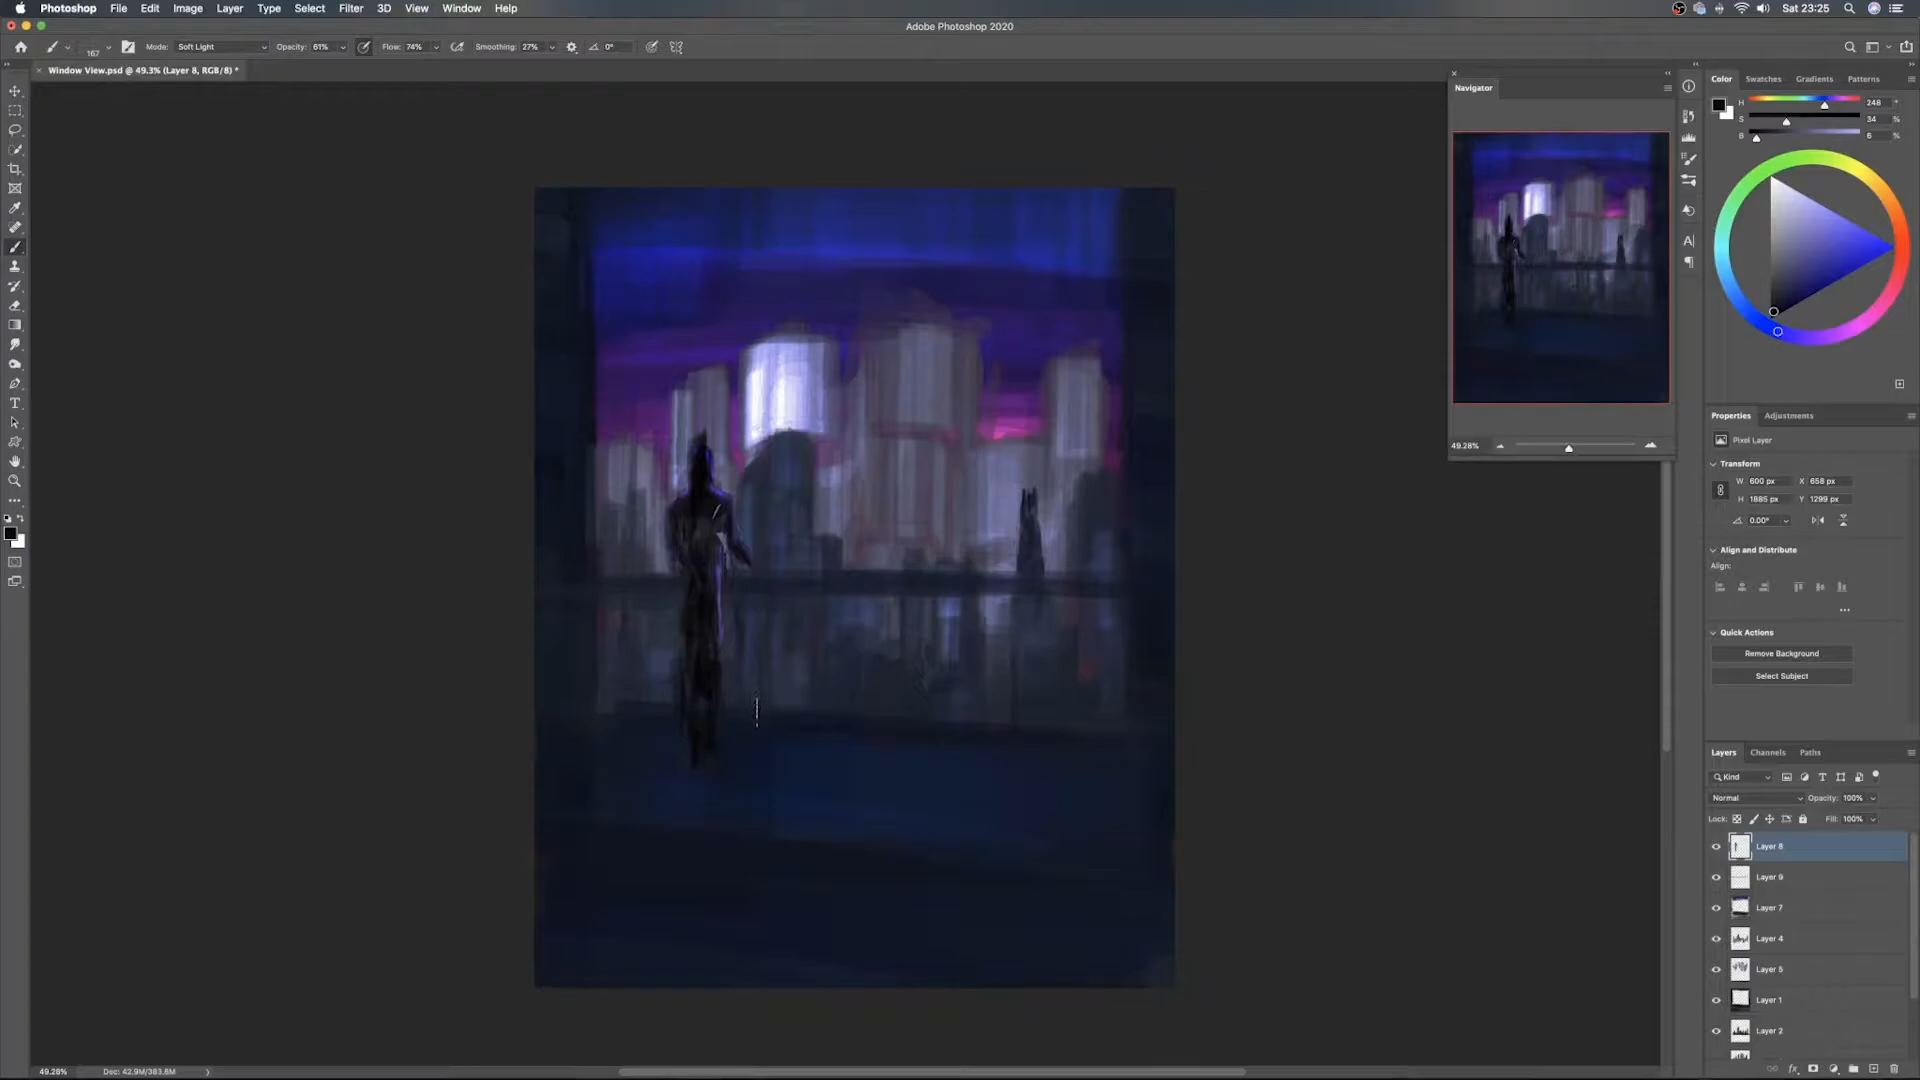 Photoshop File Edit Image Layer Type Select Filter 3D View Window Help Sat 23:25
Adobe Photoshop 2020
167 Mode: Soft Light Opacity: 61% Flow: 74% Smoothing: 27% 0°
× Window View.psd @ 49.3% (Layer 8, RGB/8) *
Navigator
49.28%
Color Swatches Gradients Patterns
H 248 °
S 34 %
B 6 %
Properties Adjustments
Pixel Layer
Transform
W 600 px X 658 px
H 1885 px Y 1299 px
0.00°
Align and Distribute
Align:
Quick Actions
Remove Background
Select Subject
Layers Channels Paths
Kind
Normal Opacity: 100%
Lock: Fill: 100%
Layer 8
Layer 9
Layer 7
Layer 4
Layer 5
Layer 1
Layer 2
fx
49.28% Doc: 42.9M/383.8M